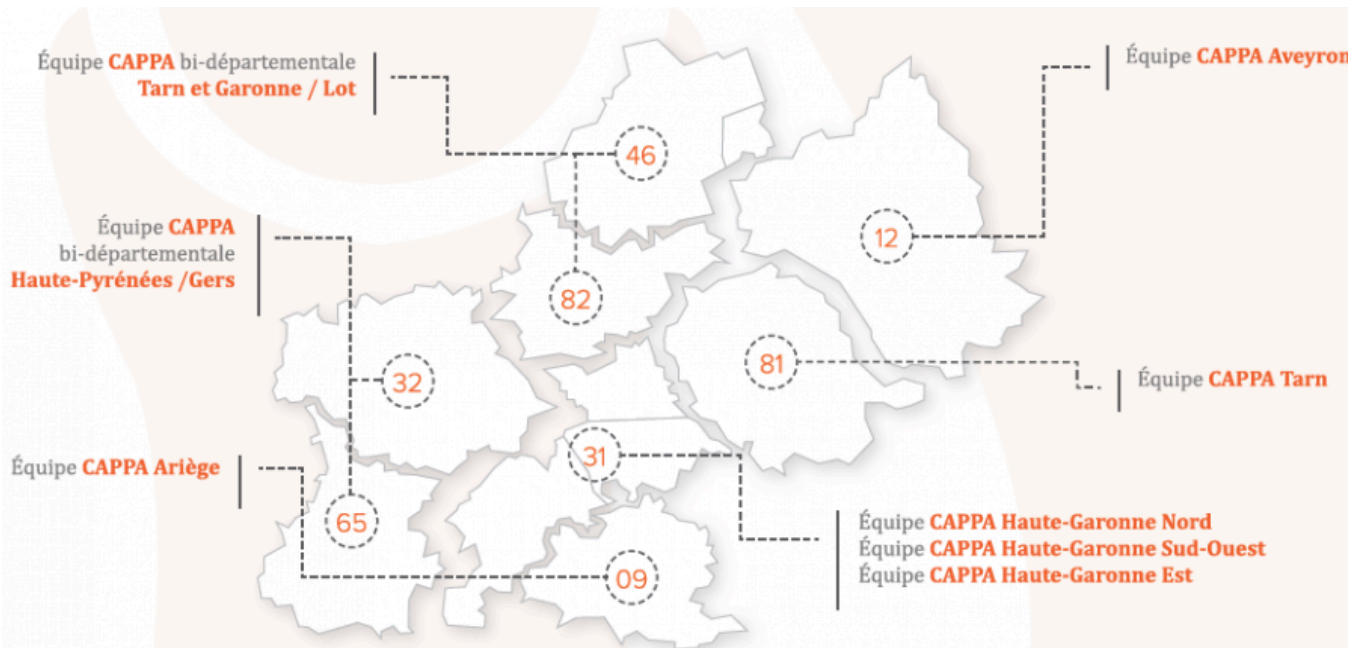 Équipe CAPPA bi-départementale
Tarn et Garonne / Lot
Équipe CAPPA Aveyron
46
Équipe CAPPA
bi-départementale
Haute-Pyrénées /Gers
12
82
81
32
Équipe CAPPA Tarn
Équipe CAPPA Ariège
31
65
Équipe CAPPA Haute-Garonne Nord
Équipe CAPPA Haute-Garonne Sud-Ouest
Équipe CAPPA Haute-Garonne Est
09